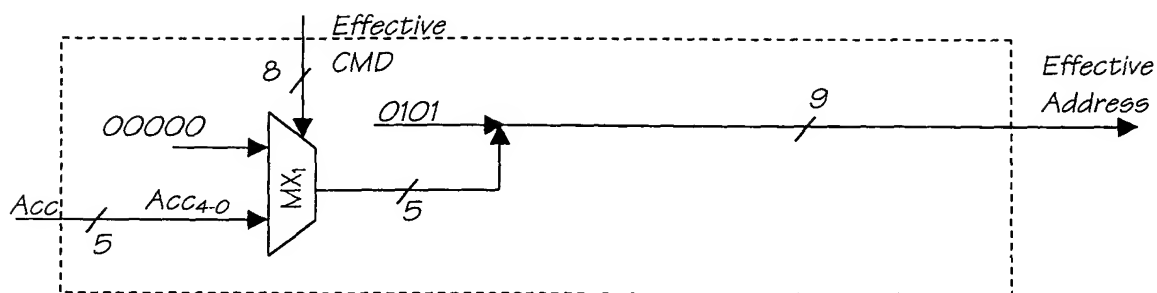 Effective
CMD
8
Effective
Address
9
00000
0101
MX₁
Acc
Acc₄₋₀
5
5